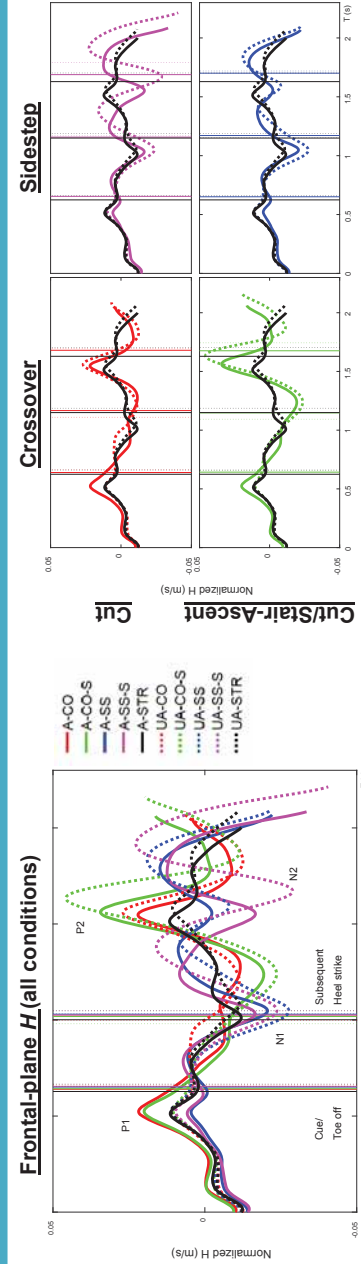 Frontal-plane H (all conditions)
0.05
0
-0.05
Normalized H (m/s)
P1
P2
N1
N2
Cue/
Toe off
Subsequent
Heel strike
A-CO
A-CO-S
A-SS
A-SS-S
A-STR
UA-CO
UA-CO-S
UA-SS
UA-SS-S
UA-STR
Crossover
Sidestep
Cut
Cut/Stair-Ascent
0.05
0
-0.05
Normalized H (m/s)
0.05
0
-0.05
Normalized H (m/s)
0
0.5
1
1.5
2
0
0.5
1
1.5
2
T (s)